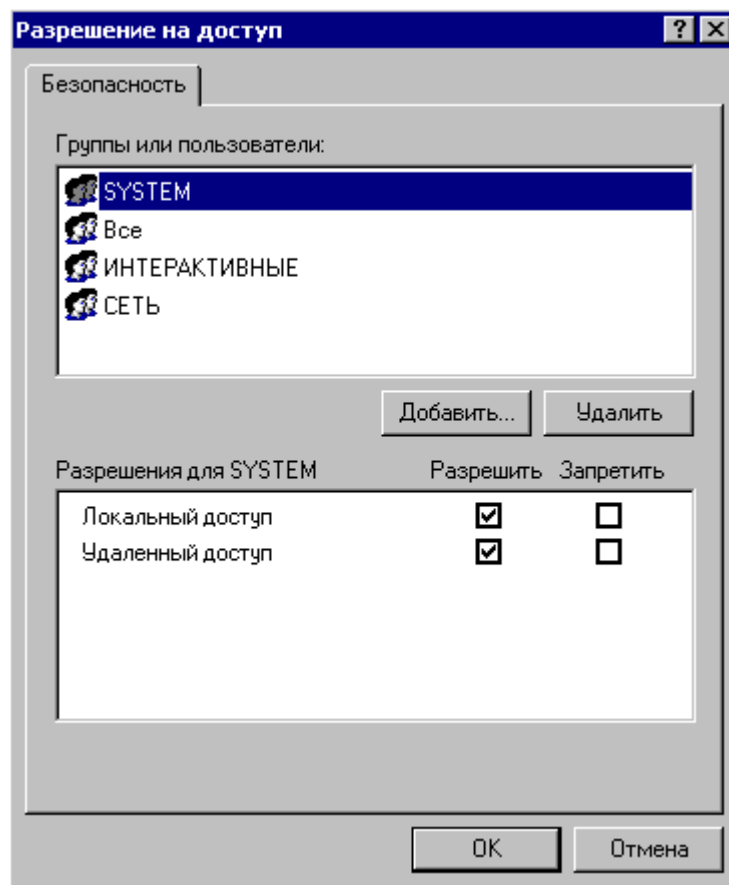 Разрешение на доступ
Безопасность
Группы или пользователи:
SYSTEM
Все
ИНТЕРАКТИВНЫЕ
СЕТЬ
Добавить... Удалить
Разрешения для SYSTEM Разрешить Запретить
Локальный доступ
Удаленный доступ
OK Отмена